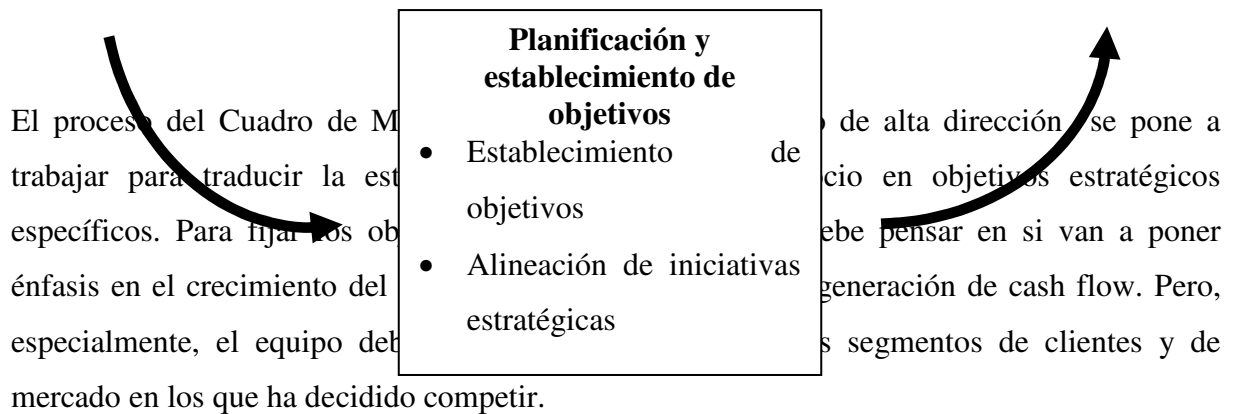 Planificación y
establecimiento de
objetivos
• Establecimiento de
objetivos
• Alineación de iniciativas
estratégicas
El proceso del Cuadro de M de alta dirección se pone a
trabajar para traducir la est cio en objetivos estratégicos
específicos. Para fijar los ob ebe pensar en si van a poner
énfasis en el crecimiento del generación de cash flow. Pero,
especialmente, el equipo deb s segmentos de clientes y de
mercado en los que ha decidido competir.